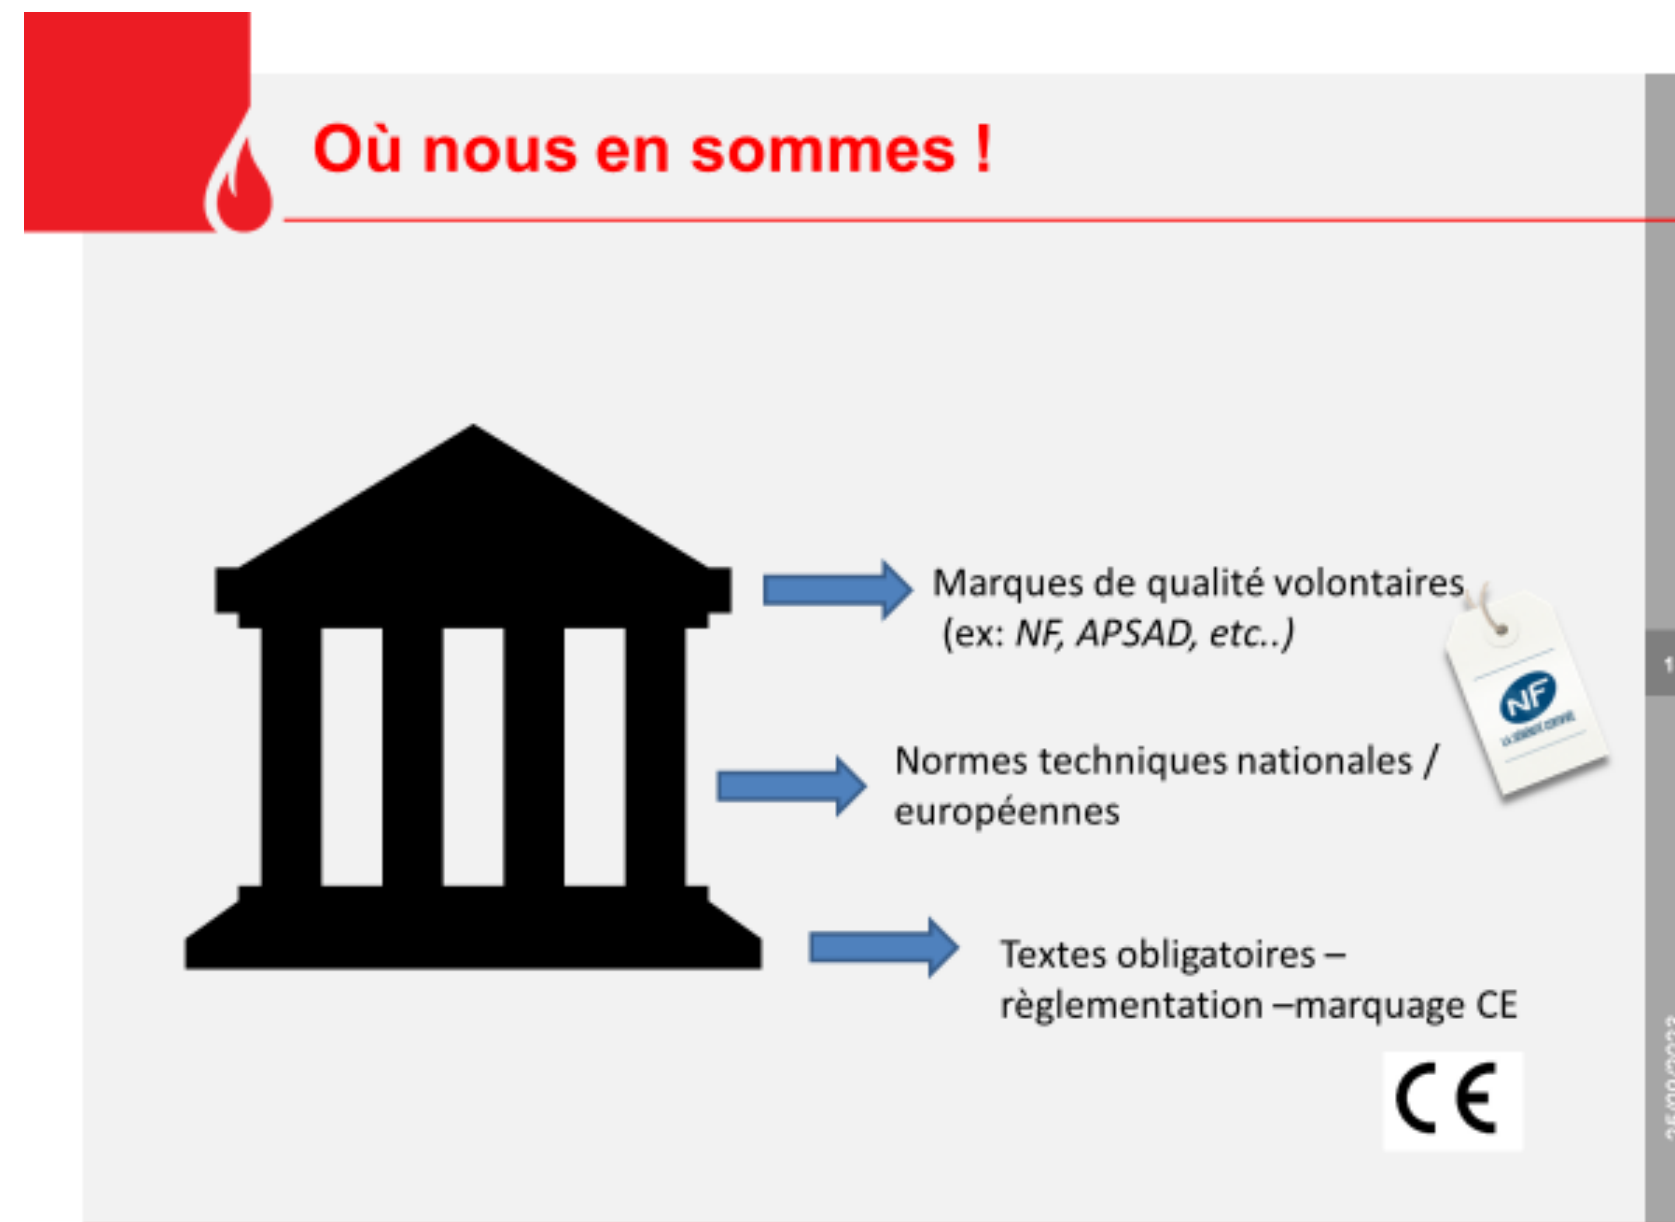 Où nous en sommes !
Marques de qualité volontaires
(ex: NF, APSAD, etc..)
NF
Normes techniques nationales /
européennes
1
Textes obligatoires –
règlementation –marquage CE
CE